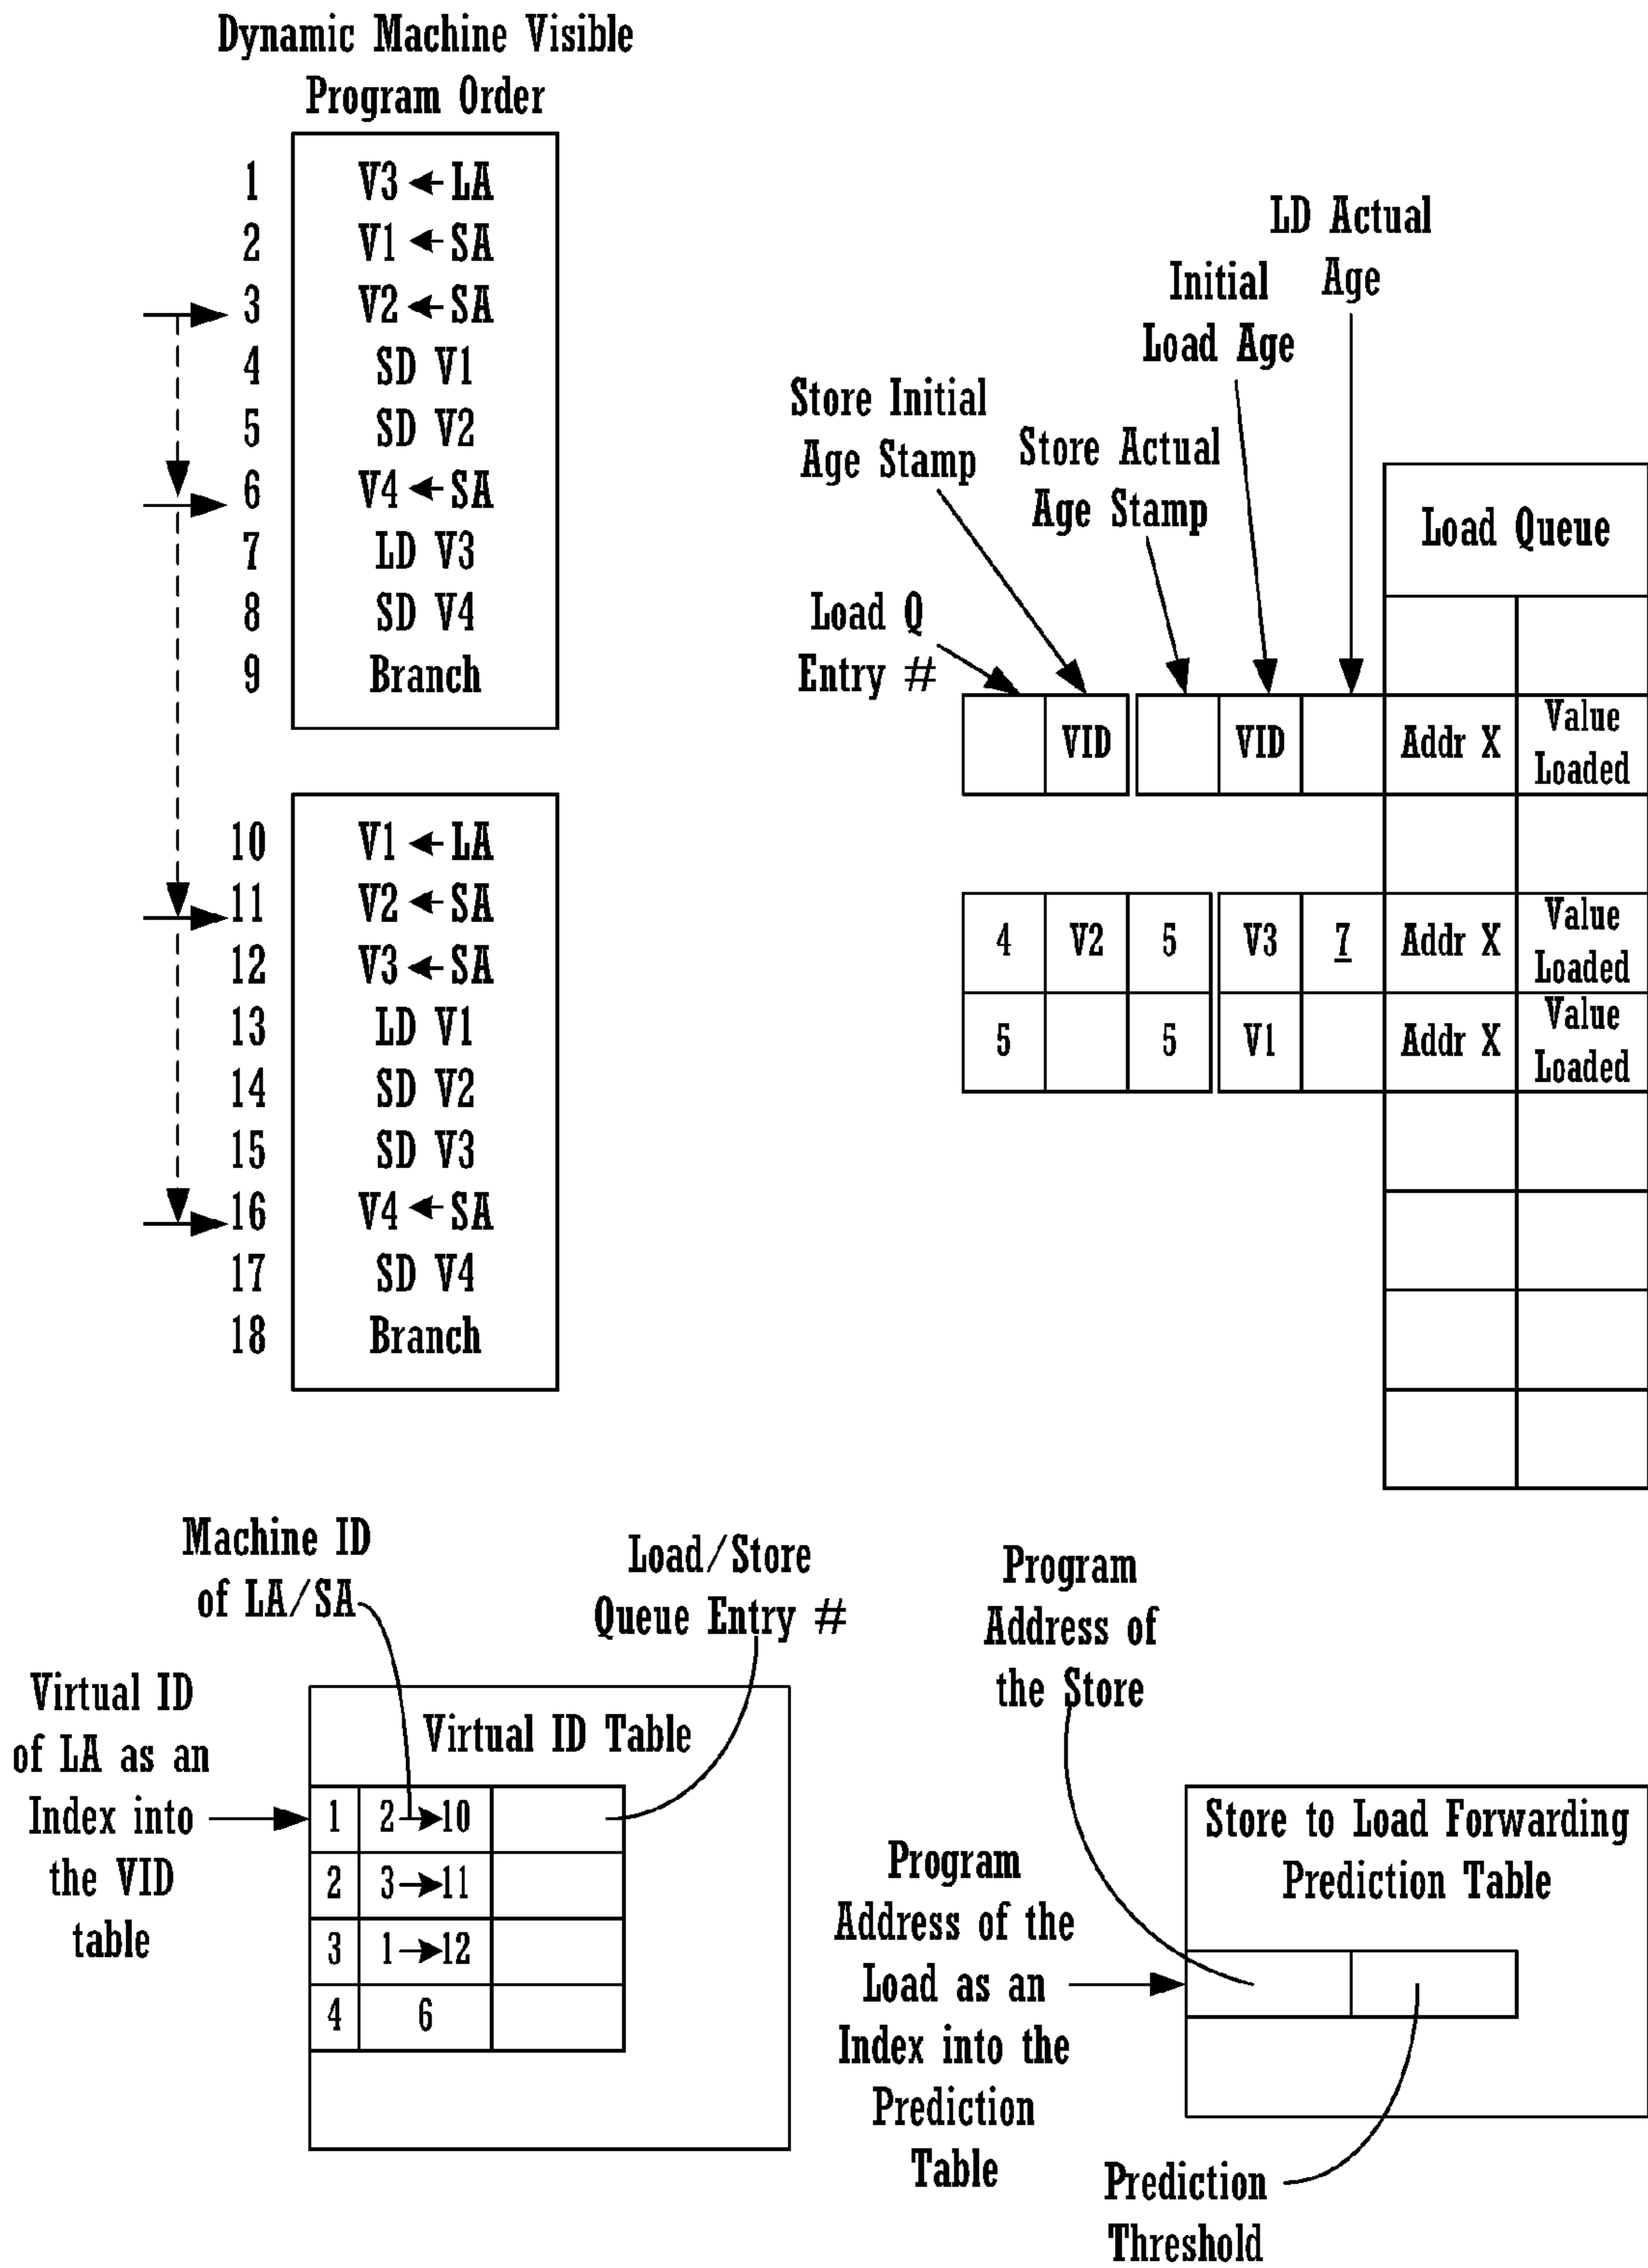 Dynamic Machine Visible
Program Order
1 V3 ← LA
2 V1 ← SA
3 V2 ← SA
4 SD V1
5 SD V2
6 V4 ← SA
7 LD V3
8 SD V4
9 Branch
10 V1 ← LA
11 V2 ← SA
12 V3 ← SA
13 LD V1
14 SD V2
15 SD V3
16 V4 ← SA
17 SD V4
18 Branch
LD Actual
Age
Initial
Load Age
Store Initial
Age Stamp
Store Actual
Age Stamp
Load Q
Entry #
Load Queue
VID VID Addr X Value
Loaded
4 V2 5 V3 7 Addr X Value
Loaded
5 5 V1 Addr X Value
Loaded
Machine ID
of LA/SA
Load/Store
Queue Entry #
Virtual ID
of LA as an
Index into
the VID
table
Virtual ID Table
1 2→10
2 3→11
3 1→12
4 6
Program
Address of
the Store
Program
Address of the
Load as an
Index into the
Prediction
Table
Store to Load Forwarding
Prediction Table
Prediction
Threshold